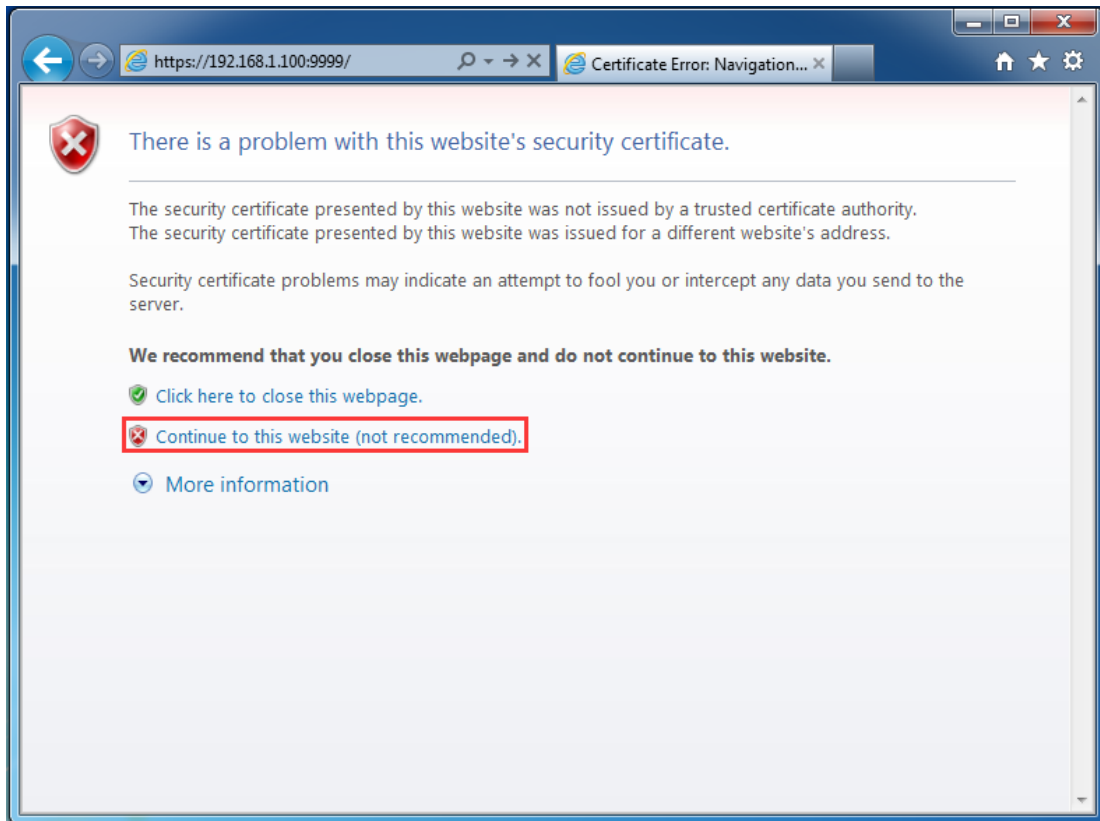 https://192.168.1.100:9999/
Certificate Error: Navigation...
There is a problem with this website's security certificate.
The security certificate presented by this website was not issued by a trusted certificate authority.
The security certificate presented by this website was issued for a different website's address.
Security certificate problems may indicate an attempt to fool you or intercept any data you send to the
server.
We recommend that you close this webpage and do not continue to this website.
Click here to close this webpage.
Continue to this website (not recommended).
More information